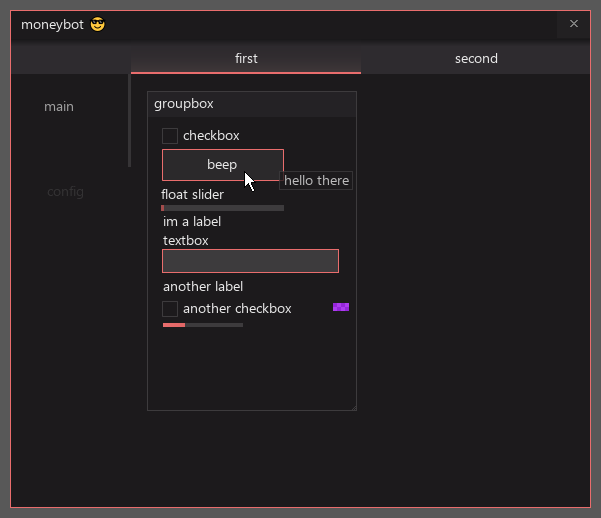 moneybot 😎
first
second
main
config
groupbox
checkbox
beep
hello there
float slider
im a label
textbox
another label
another checkbox